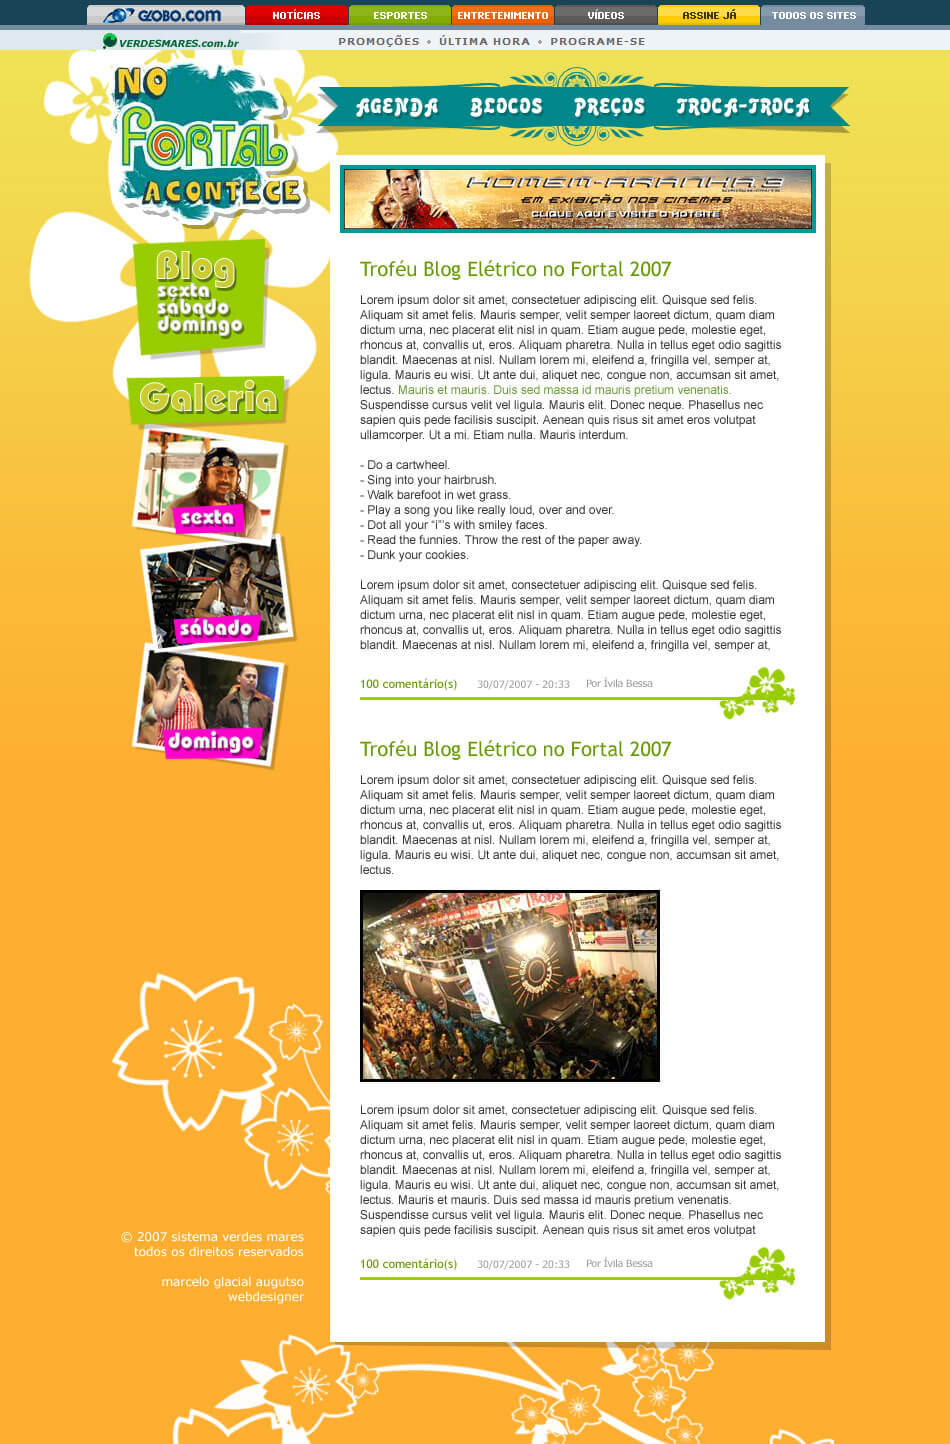 GLOBO.COM
NOTÍCIAS
ESPORTES
ENTRETENIMENTO
VÍDEOS
ASSINE JÁ
TODOS OS SITES
VERDESMARES.com.br
PROMOÇÕES • ÚLTIMA HORA • PROGRAME-SE
NO
FORTAL
ACONTECE
AGENDA
BLOCOS
PREÇOS
TROCA-TROCA
HOMEM-ARANHA 3
EM EXIBIÇÃO NOS CINEMAS
CLIQUE AQUI E VISITE O HOTSITE
Blog
sexta
sábado
domingo
Galeria
sexta
sábado
domingo
Troféu Blog Elétrico no Fortal 2007
Lorem ipsum dolor sit amet, consectetuer adipiscing elit. Quisque sed felis.
Aliquam sit amet felis. Mauris semper, velit semper laoreet dictum, quam diam
dictum urna, nec placerat elit nisl in quam. Etiam augue pede, molestie eget,
rhoncus at, convallis ut, eros. Aliquam pharetra. Nulla in tellus eget odio sagittis
blandit. Maecenas at nisl. Nullam lorem mi, eleifend a, fringilla vel, semper at,
ligula. Mauris eu wisi. Ut ante dui, aliquet nec, congue non, accumsan sit amet,
lectus. Mauris et mauris. Duis sed massa id mauris pretium venenatis.
Suspendisse cursus velit vel ligula. Mauris elit. Donec neque. Phasellus nec
sapien quis pede facilisis suscipit. Aenean quis risus sit amet eros volutpat
ullamcorper. Ut a mi. Etiam nulla. Mauris interdum.
- Do a cartwheel.
- Sing into your hairbrush.
- Walk barefoot in wet grass.
- Play a song you like really loud, over and over.
- Dot all your “i”’s with smiley faces.
- Read the funnies. Throw the rest of the paper away.
- Dunk your cookies.
Lorem ipsum dolor sit amet, consectetuer adipiscing elit. Quisque sed felis.
Aliquam sit amet felis. Mauris semper, velit semper laoreet dictum, quam diam
dictum urna, nec placerat elit nisl in quam. Etiam augue pede, molestie eget,
rhoncus at, convallis ut, eros. Aliquam pharetra. Nulla in tellus eget odio sagittis
blandit. Maecenas at nisl. Nullam lorem mi, eleifend a, fringilla vel, semper at,
100 comentário(s) 30/07/2007 - 20:33 Por Ívila Bessa
Troféu Blog Elétrico no Fortal 2007
Lorem ipsum dolor sit amet, consectetuer adipiscing elit. Quisque sed felis.
Aliquam sit amet felis. Mauris semper, velit semper laoreet dictum, quam diam
dictum urna, nec placerat elit nisl in quam. Etiam augue pede, molestie eget,
rhoncus at, convallis ut, eros. Aliquam pharetra. Nulla in tellus eget odio sagittis
blandit. Maecenas at nisl. Nullam lorem mi, eleifend a, fringilla vel, semper at,
ligula. Mauris eu wisi. Ut ante dui, aliquet nec, congue non, accumsan sit amet,
lectus.
Lorem ipsum dolor sit amet, consectetuer adipiscing elit. Quisque sed felis.
Aliquam sit amet felis. Mauris semper, velit semper laoreet dictum, quam diam
dictum urna, nec placerat elit nisl in quam. Etiam augue pede, molestie eget,
rhoncus at, convallis ut, eros. Aliquam pharetra. Nulla in tellus eget odio sagittis
blandit. Maecenas at nisl. Nullam lorem mi, eleifend a, fringilla vel, semper at,
ligula. Mauris eu wisi. Ut ante dui, aliquet nec, congue non, accumsan sit amet,
lectus. Mauris et mauris. Duis sed massa id mauris pretium venenatis.
Suspendisse cursus velit vel ligula. Mauris elit. Donec neque. Phasellus nec
sapien quis pede facilisis suscipit. Aenean quis risus sit amet eros volutpat
100 comentário(s) 30/07/2007 - 20:33 Por Ívila Bessa
© 2007 sistema verdes mares
todos os direitos reservados
marcelo glacial augutso
webdesigner